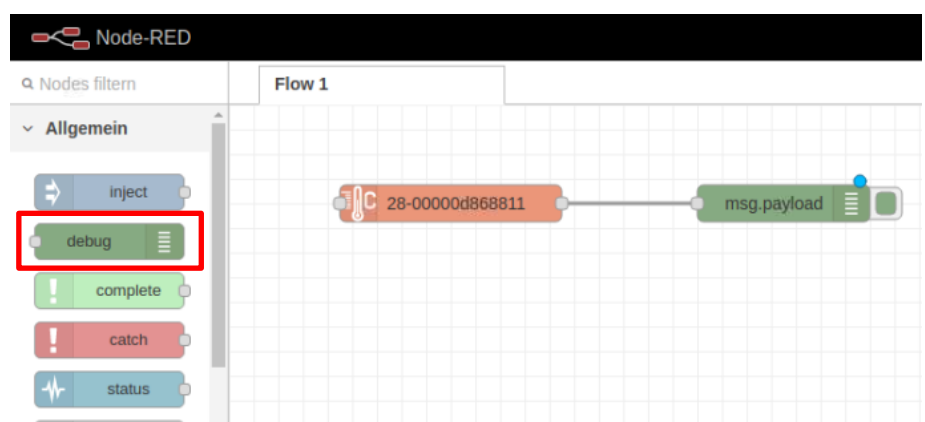 Node-RED
Nodes filtern
Flow 1
Allgemein
inject
debug
complete
catch
status
C 28-00000d868811
msg.payload